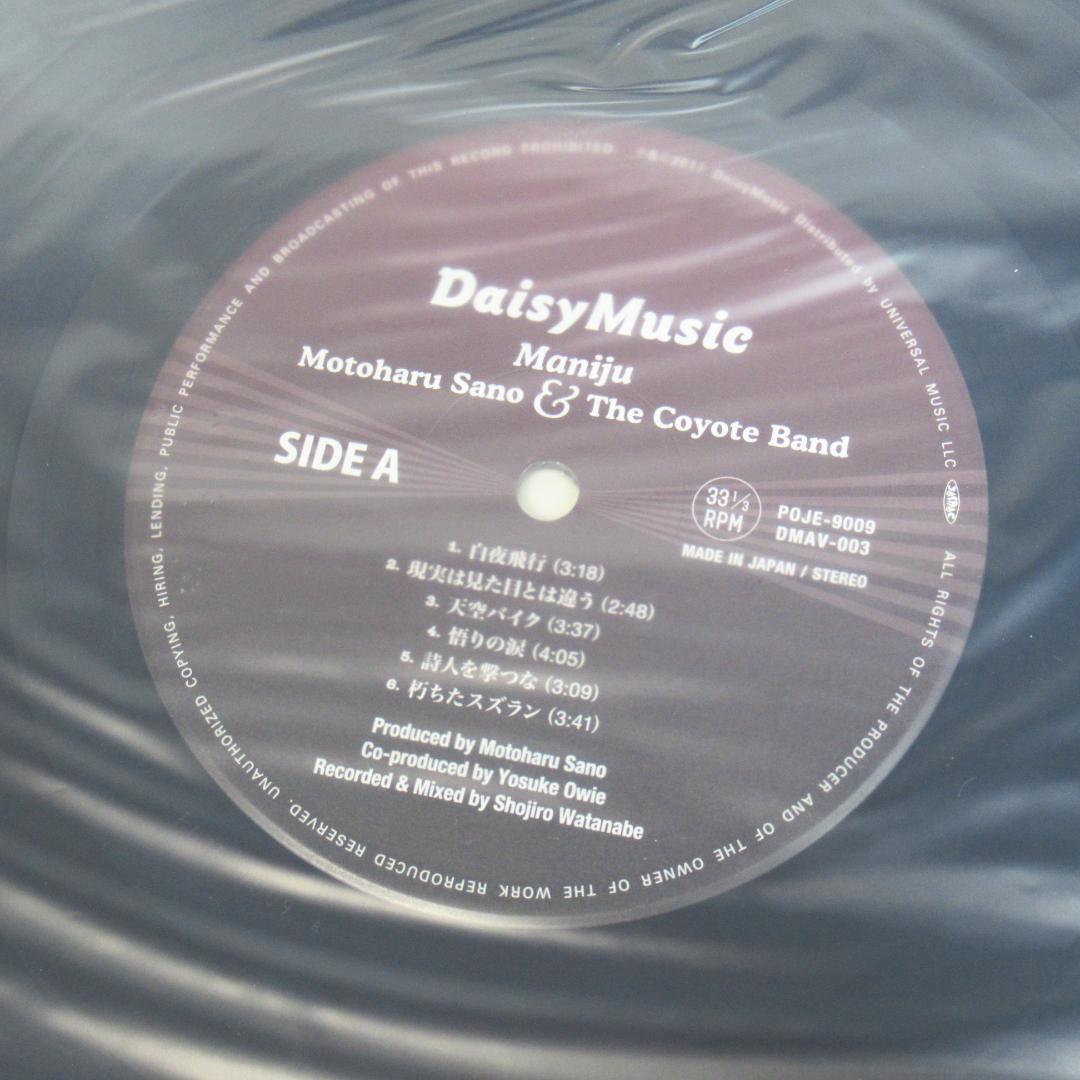 DaisyMusic
Maniju
Motoharu Sano & The Coyote Band
SIDE A
33 1/3
RPM
POJE-9009
DMAV-003
MADE IN JAPAN / STEREO
1. 白夜飛行 (3:18)
2. 現実は見た目とは違う (2:48)
3. 天空バイク (3:37)
4. 悟りの涙 (4:05)
5. 詩人を撃つな (3:09)
6. 朽ちたスズラン (3:41)
Produced by Motoharu Sano
Co-produced by Yosuke Owie
Recorded & Mixed by Shojiro Watanabe
℗&©2017 DaisyMusic Distributed by UNIVERSAL MUSIC LLC
ALL RIGHTS OF THE PRODUCER AND OF THE OWNER OF THE WORK REPRODUCED RESERVED. UNAUTHORIZED COPYING, HIRING, LENDING, PUBLIC PERFORMANCE AND BROADCASTING OF THIS RECORD PROHIBITED